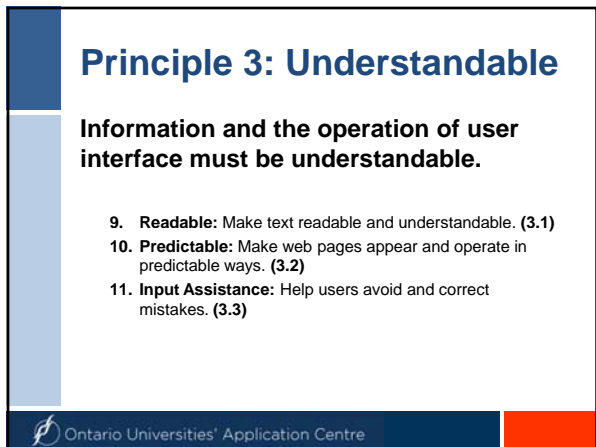 Principle 3: Understandable
Information and the operation of user
interface must be understandable.
9. Readable: Make text readable and understandable. (3.1)
10. Predictable: Make web pages appear and operate in
predictable ways. (3.2)
11. Input Assistance: Help users avoid and correct
mistakes. (3.3)
Ontario Universities' Application Centre